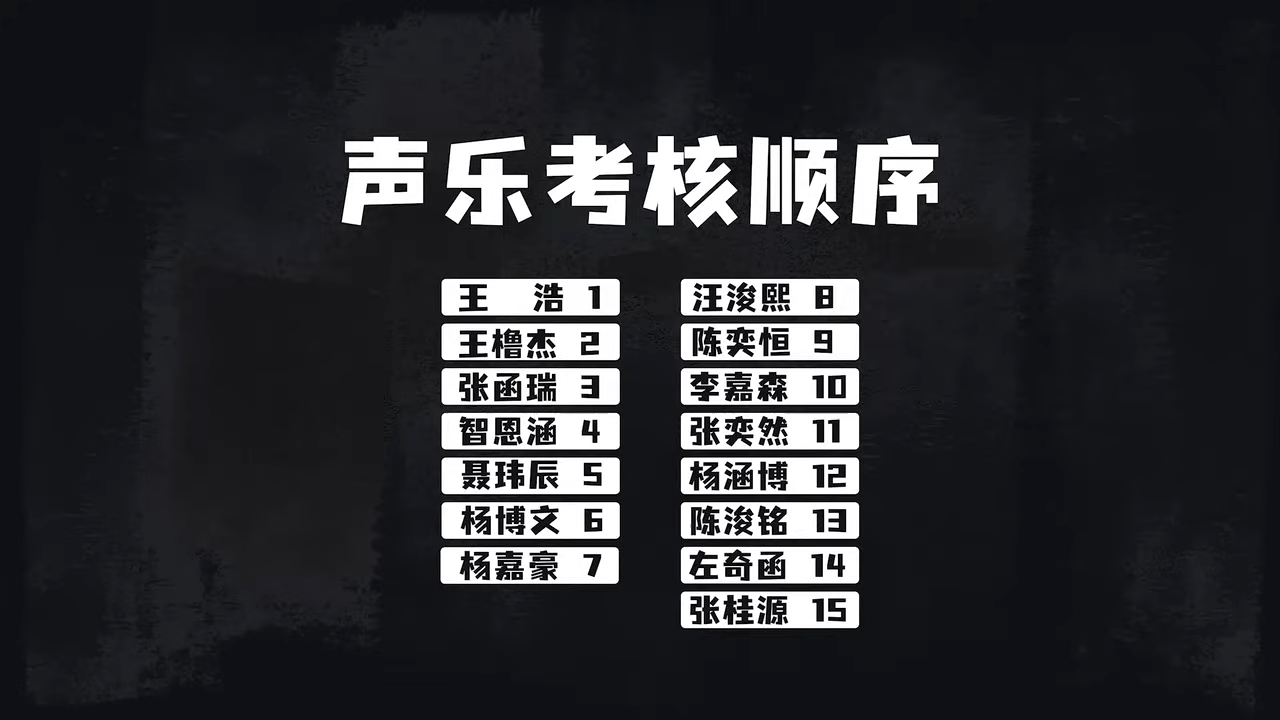 声乐考核顺序
王 浩 1
王橹杰 2
张函瑞 3
智恩涵 4
聂玮辰 5
杨博文 6
杨嘉豪 7
汪浚熙 8
陈奕恒 9
李嘉森 10
张奕然 11
杨涵博 12
陈浚铭 13
左奇函 14
张桂源 15